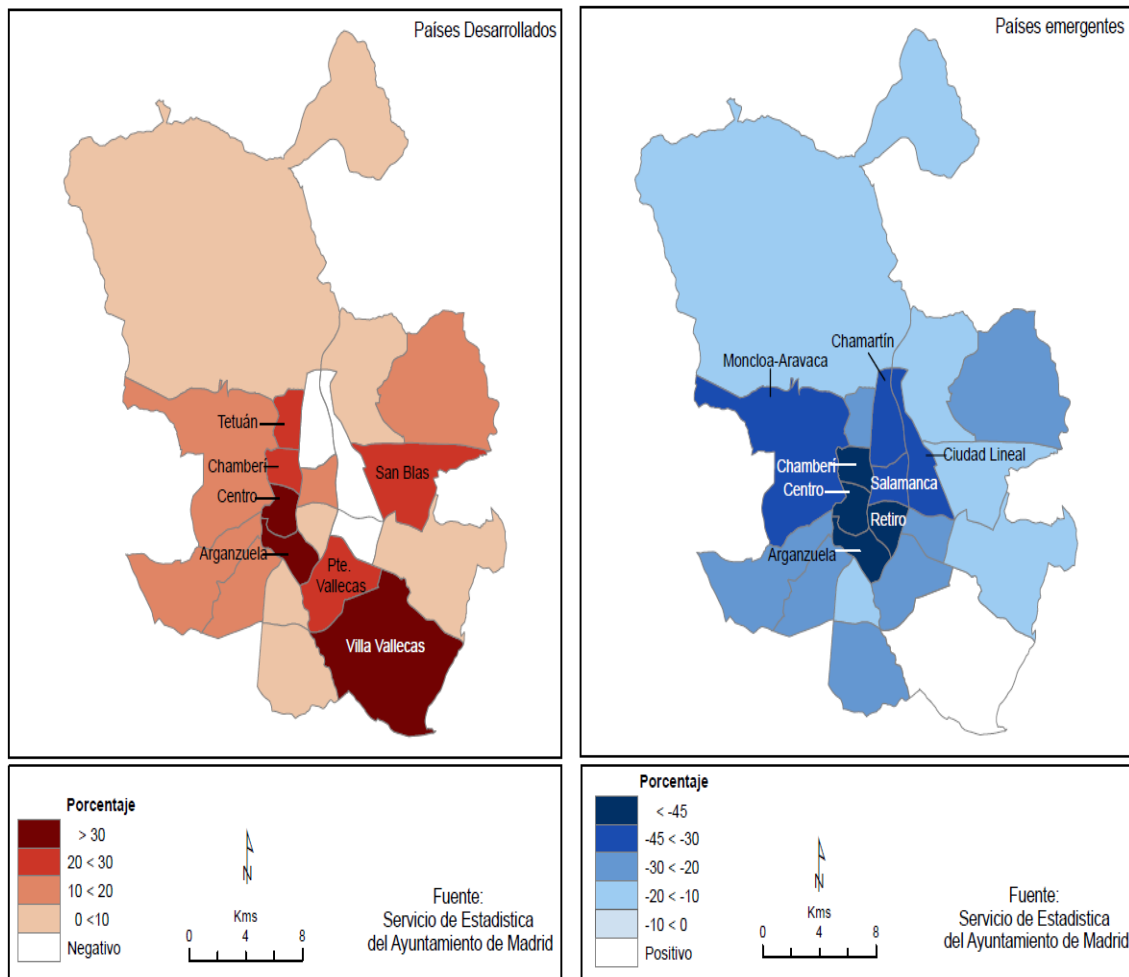 Países Desarrollados
Tetuán
Chamberí
Centro
San Blas
Arganzuela
Pte.
Vallecas
Villa Vallecas
Países emergentes
Chamartín
Moncloa-Aravaca
Chamberí
Ciudad Lineal
Salamanca
Centro
Retiro
Arganzuela
Porcentaje
> 30
20 < 30
10 < 20
0 <10
Negativo
N
Kms
0 4 8
Fuente:
Servicio de Estadistica
del Ayuntamiento de Madrid
Porcentaje
< -45
-45 < -30
-30 < -20
-20 < -10
-10 < 0
Positivo
N
Kms
0 4 8
Fuente:
Servicio de Estadistica
del Ayuntamiento de Madrid